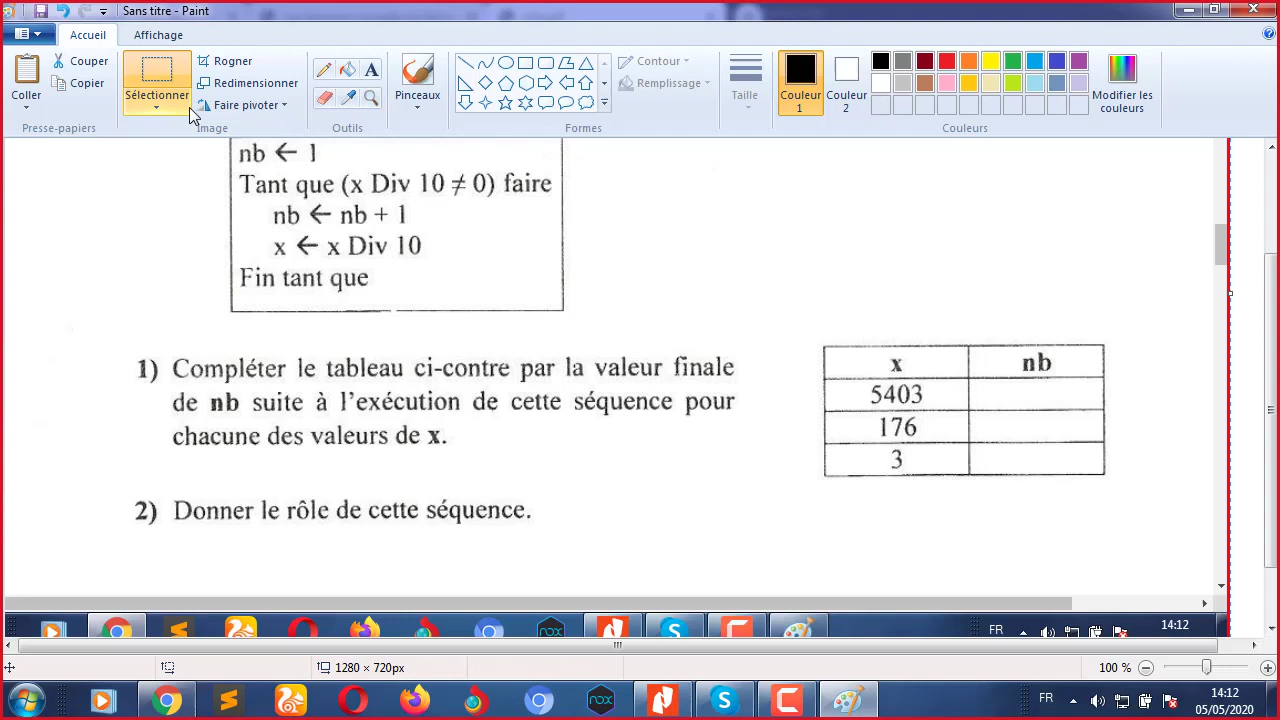 Sans titre - Paint
Accueil
Affichage
Coller
Couper
Copier
Presse-papiers
Sélectionner
Rogner
Redimensionner
Faire pivoter
Image
Outils
Pinceaux
Contour
Remplissage
Formes
Taille
Couleur 1
Couleur 2
Modifier les couleurs
Couleurs
nb ← 1
Tant que (x Div 10 ≠ 0) faire
nb ← nb + 1
x ← x Div 10
Fin tant que
1) Compléter le tableau ci-contre par la valeur finale
de nb suite à l'exécution de cette séquence pour
chacune des valeurs de x.
x nb
5403
176
3
2) Donner le rôle de cette séquence.
FR 14:12
1280 × 720px
100 %
FR 14:12
05/05/2020